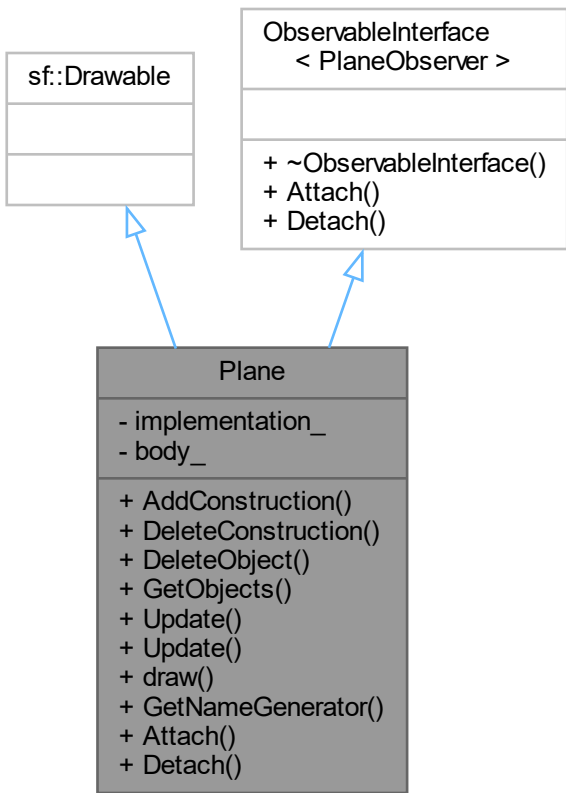 sf::Drawable
ObservableInterface
< PlaneObserver >
+ ~ObservableInterface()
+ Attach()
+ Detach()
Plane
- implementation_
- body_
+ AddConstruction()
+ DeleteConstruction()
+ DeleteObject()
+ GetObjects()
+ Update()
+ Update()
+ draw()
+ GetNameGenerator()
+ Attach()
+ Detach()